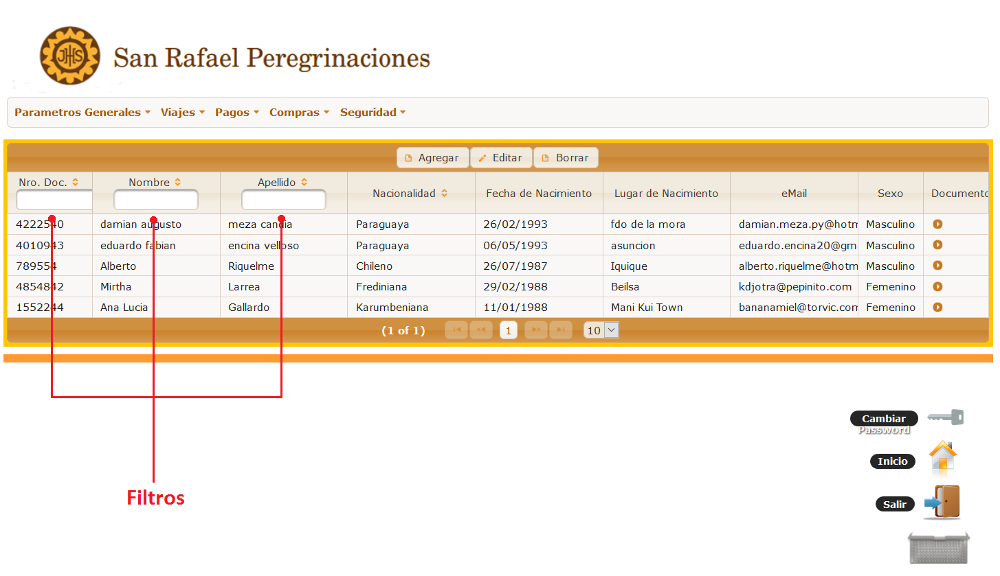 JHS
San Rafael Peregrinaciones
Parametros Generales Viajes Pagos Compras Seguridad
Agregar Editar Borrar
Nro. Doc. Nombre Apellido Nacionalidad Fecha de Nacimiento Lugar de Nacimiento eMail Sexo Documento
4222540 damian augusto meza candia Paraguaya 26/02/1993 fdo de la mora damian.meza.py@hotm Masculino
4010943 eduardo fabian encina velloso Paraguaya 06/05/1993 asuncion eduardo.encina20@gm Masculino
789554 Alberto Riquelme Chileno 26/07/1987 Iquique alberto.riquelme@hotm Masculino
4854842 Mirtha Larrea Frediniana 29/02/1988 Beilsa kdjotra@pepinito.com Femenino
1552244 Ana Lucia Gallardo Karumbeniana 11/01/1988 Mani Kui Town bananamiel@torvic.com Femenino
(1 of 1) 1 10
Cambiar
Password
Inicio
Filtros
Salir